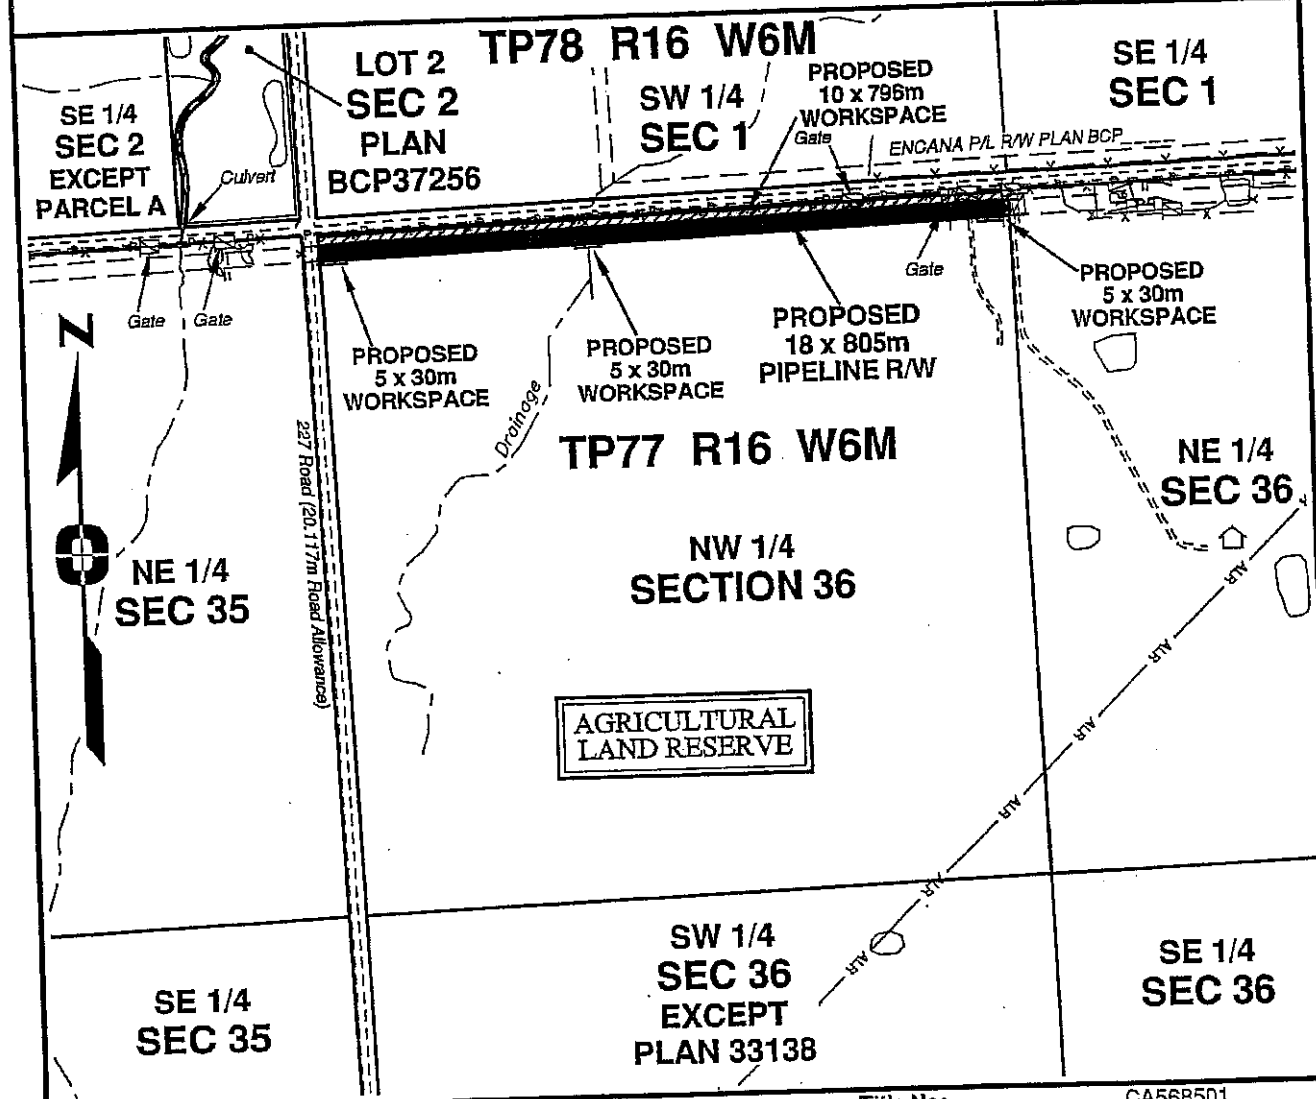 TP78 R16 W6M
LOT 2
SEC 2
PLAN
BCP37256
SE 1/4
SEC 2
EXCEPT
PARCEL A
Culvert
SW 1/4
SEC 1
PROPOSED
10 x 796m
WORKSPACE
Gate
SE 1/4
SEC 1
ENCANA P/L R/W PLAN BCP
Gate
Gate
Gate
PROPOSED
5 x 30m
WORKSPACE
PROPOSED
5 x 30m
WORKSPACE
PROPOSED
18 x 805m
PIPELINE R/W
PROPOSED
5 x 30m
WORKSPACE
N
Drainage
227 Road (20.117m Road Allowance)
TP77 R16 W6M
NE 1/4
SEC 36
NW 1/4
SECTION 36
NE 1/4
SEC 35
ALR
ALR
ALR
ALR
ALR
ALR
AGRICULTURAL
LAND RESERVE
SW 1/4
SEC 36
EXCEPT
PLAN 33138
SE 1/4
SEC 36
SE 1/4
SEC 35
Title No:
CA568501